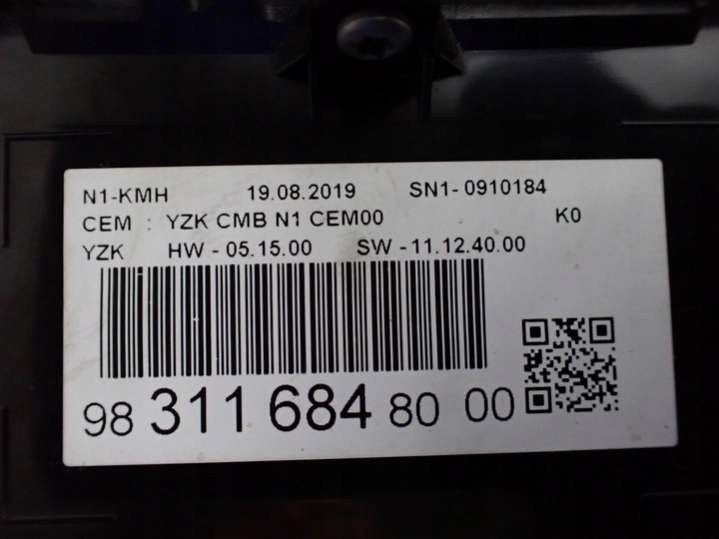 N1-KMH 19.08.2019 SN1- 0910184
CEM : YZK CMB N1 CEM00 K0
YZK HW - 05.15.00 SW - 11.12.40.00
98 311 684 80 00